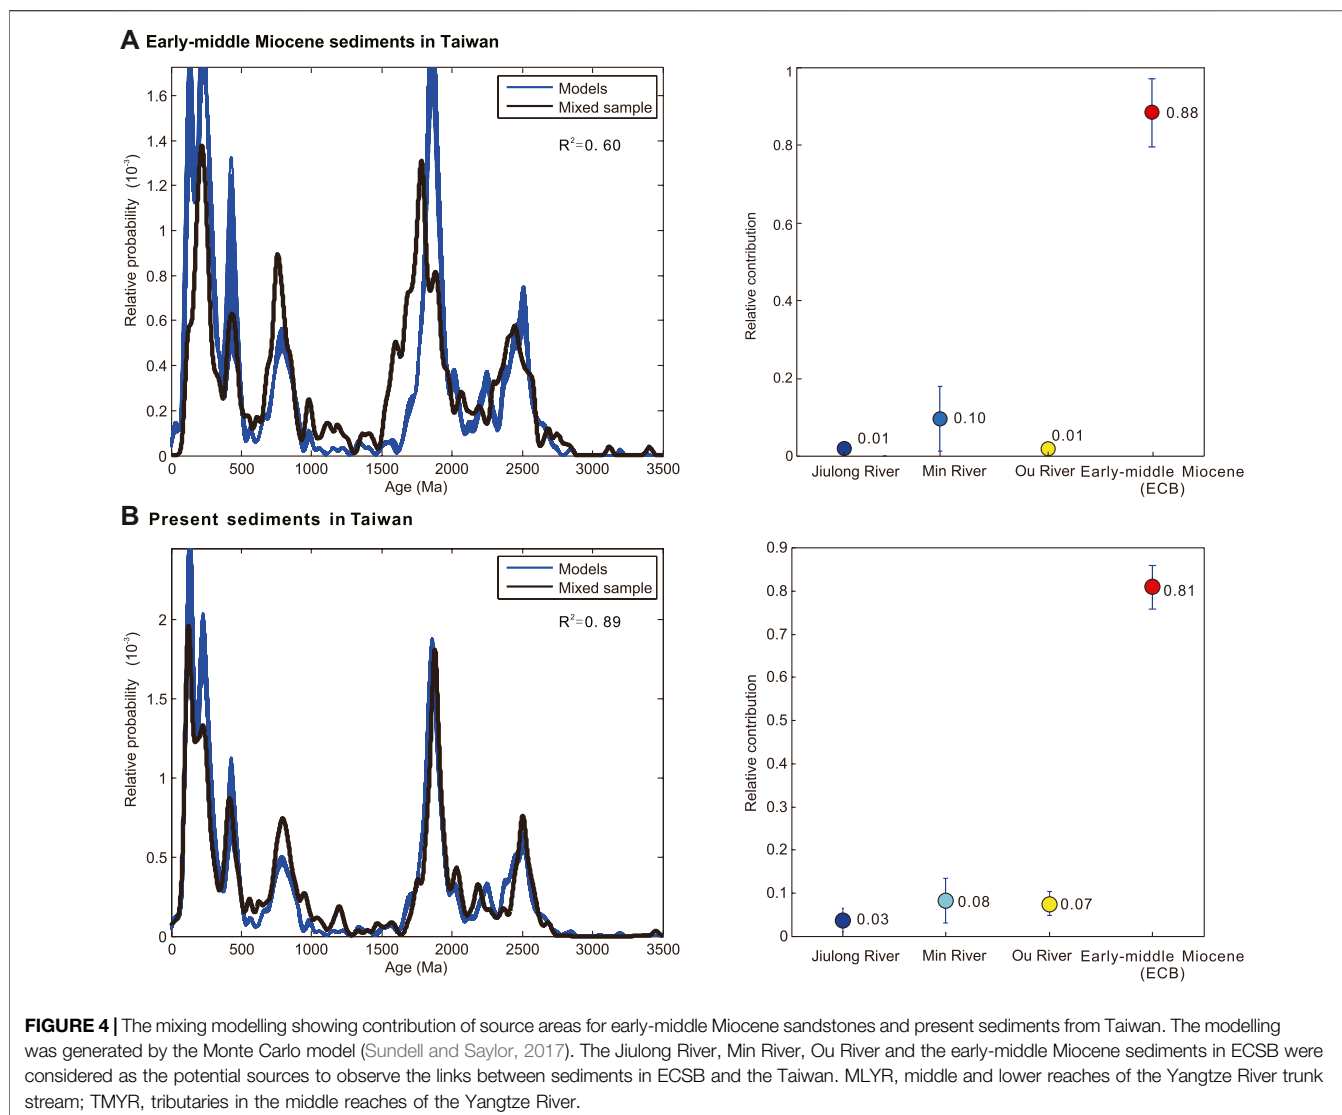 A Early-middle Miocene sediments in Taiwan
Models
Mixed sample
R²=0.60
Relative probability (10⁻³)
1.6
1.4
1.2
1
0.8
0.6
0.4
0.2
0
0 500 1000 1500 2000 2500 3000 3500
Age (Ma)
Relative contribution
1
0.8
0.6
0.4
0.2
0
0.01
0.10
0.01
0.88
Jiulong River Min River Ou River Early-middle Miocene
(ECB)
B Present sediments in Taiwan
Models
Mixed sample
R²=0.89
Relative probability (10⁻³)
2
1.5
1
0.5
0
0 500 1000 1500 2000 2500 3000 3500
Age (Ma)
Relative contribution
0.9
0.8
0.7
0.6
0.5
0.4
0.3
0.2
0.1
0
0.03
0.08
0.07
0.81
Jiulong River Min River Ou River Early-middle Miocene
(ECB)
FIGURE 4 | The mixing modelling showing contribution of source areas for early-middle Miocene sandstones and present sediments from Taiwan. The modelling
was generated by the Monte Carlo model (Sundell and Saylor, 2017). The Jiulong River, Min River, Ou River and the early-middle Miocene sediments in ECSB were
considered as the potential sources to observe the links between sediments in ECSB and the Taiwan. MLYR, middle and lower reaches of the Yangtze River trunk
stream; TMYR, tributaries in the middle reaches of the Yangtze River.